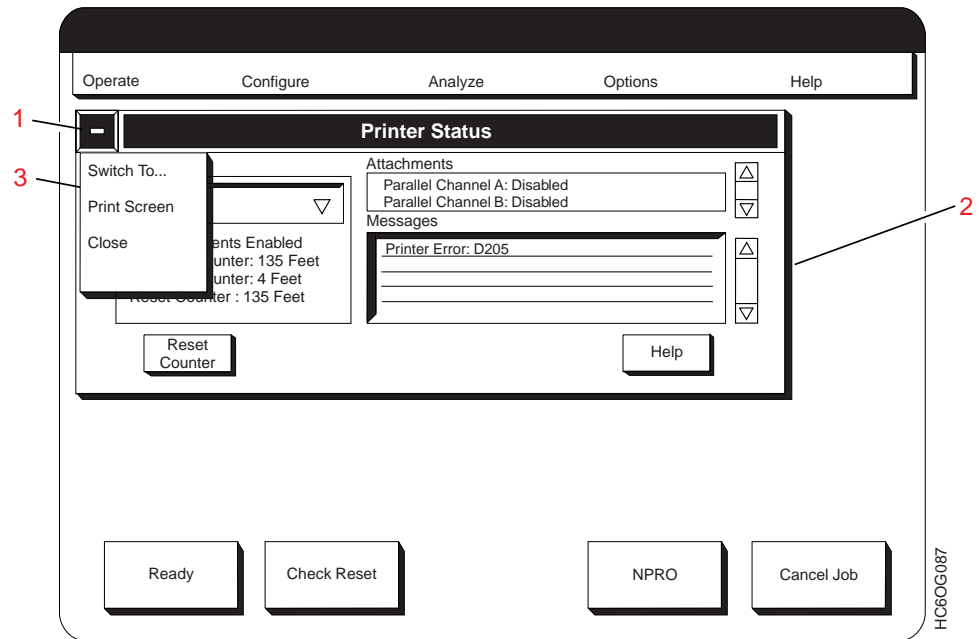 Operate Configure Analyze Options Help
1
- Printer Status
3
Switch To...
Print Screen
Close
ents Enabled
unter: 135 Feet
unter: 4 Feet
Reset Counter : 135 Feet
Attachments
Parallel Channel A: Disabled
Parallel Channel B: Disabled
Messages
Printer Error: D205
2
Reset
Counter
Help
Ready Check Reset NPRO Cancel Job
HC6OG087